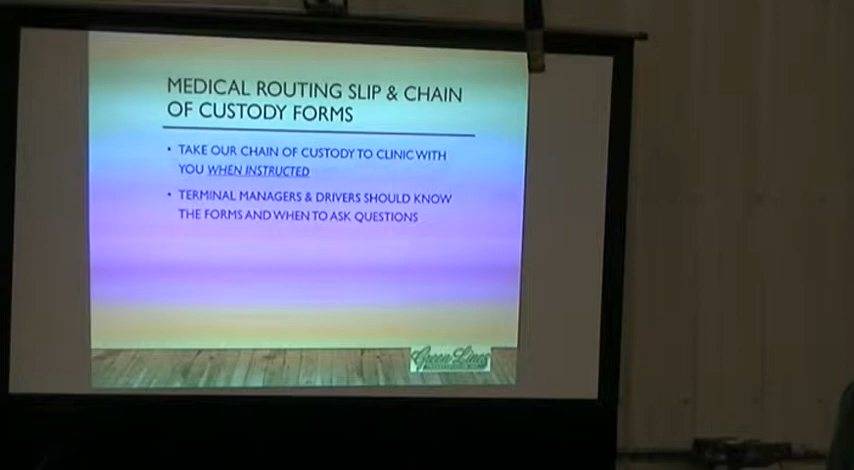 MEDICAL ROUTING SLIP & CHAIN
OF CUSTODY FORMS
• TAKE OUR CHAIN OF CUSTODY TO CLINIC WITH
YOU WHEN INSTRUCTED
• TERMINAL MANAGERS & DRIVERS SHOULD KNOW
THE FORMS AND WHEN TO ASK QUESTIONS
Green Lines